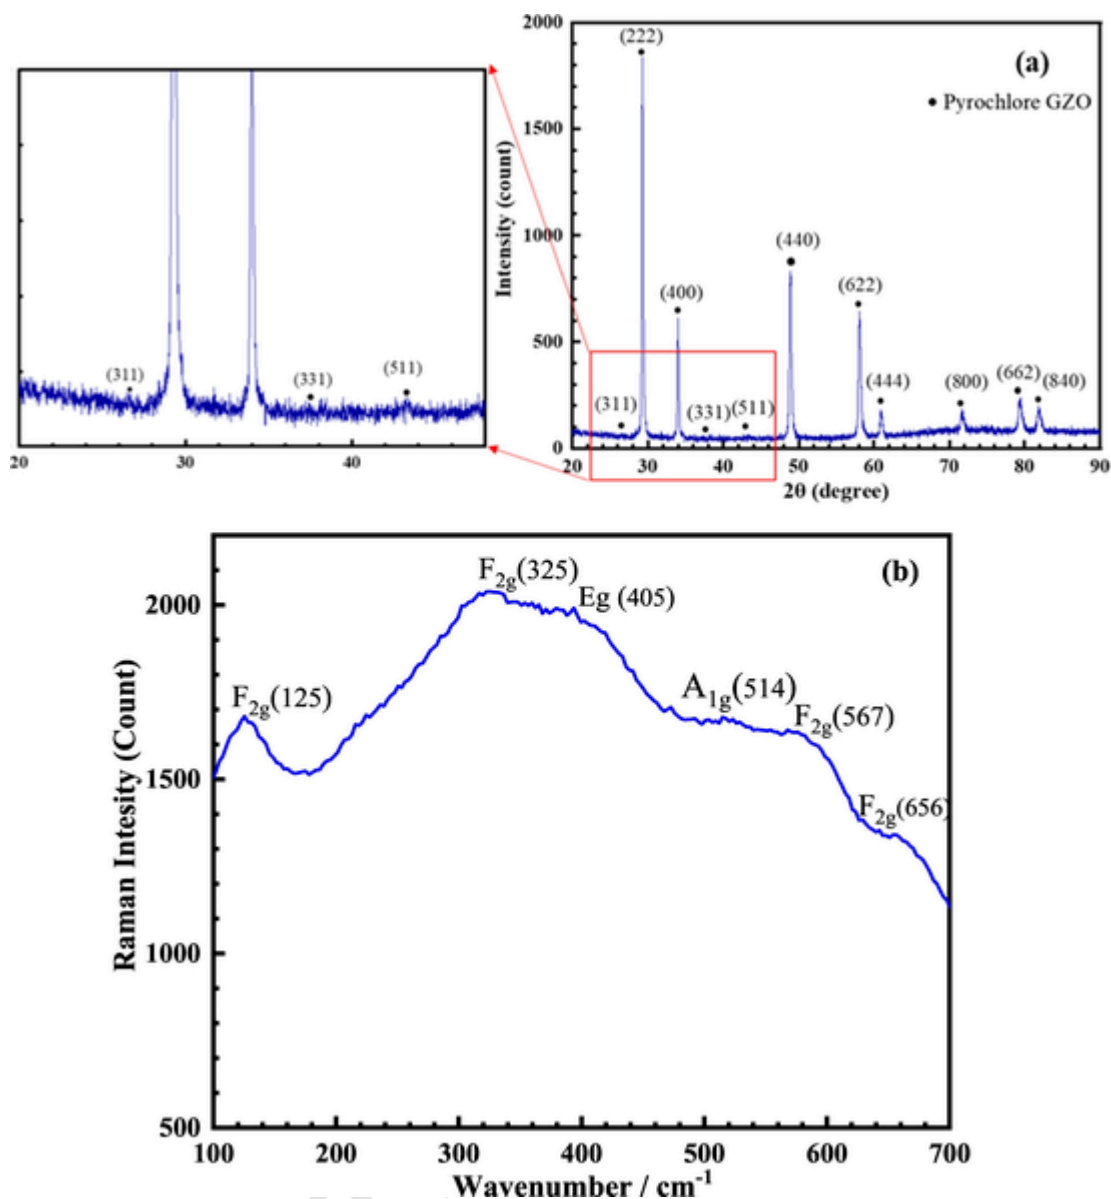 2000
(222)
(a)
• Pyrochlore GZO
1500
Intensity (count)
1000
(440)
(400)
(622)
500
(311)
(331)
(511)
(444)
(800)
(662)
(840)
0
20 30 40 50 60 70 80 90
2θ (degree)
(311)
(331)
(511)
20 30 40
(b)
F2g(325)
Eg (405)
F2g(125)
A1g(514)
F2g(567)
F2g(656)
2000
1500
1000
500
Raman Intesity (Count)
100 200 300 400 500 600 700
Wavenumber / cm-1